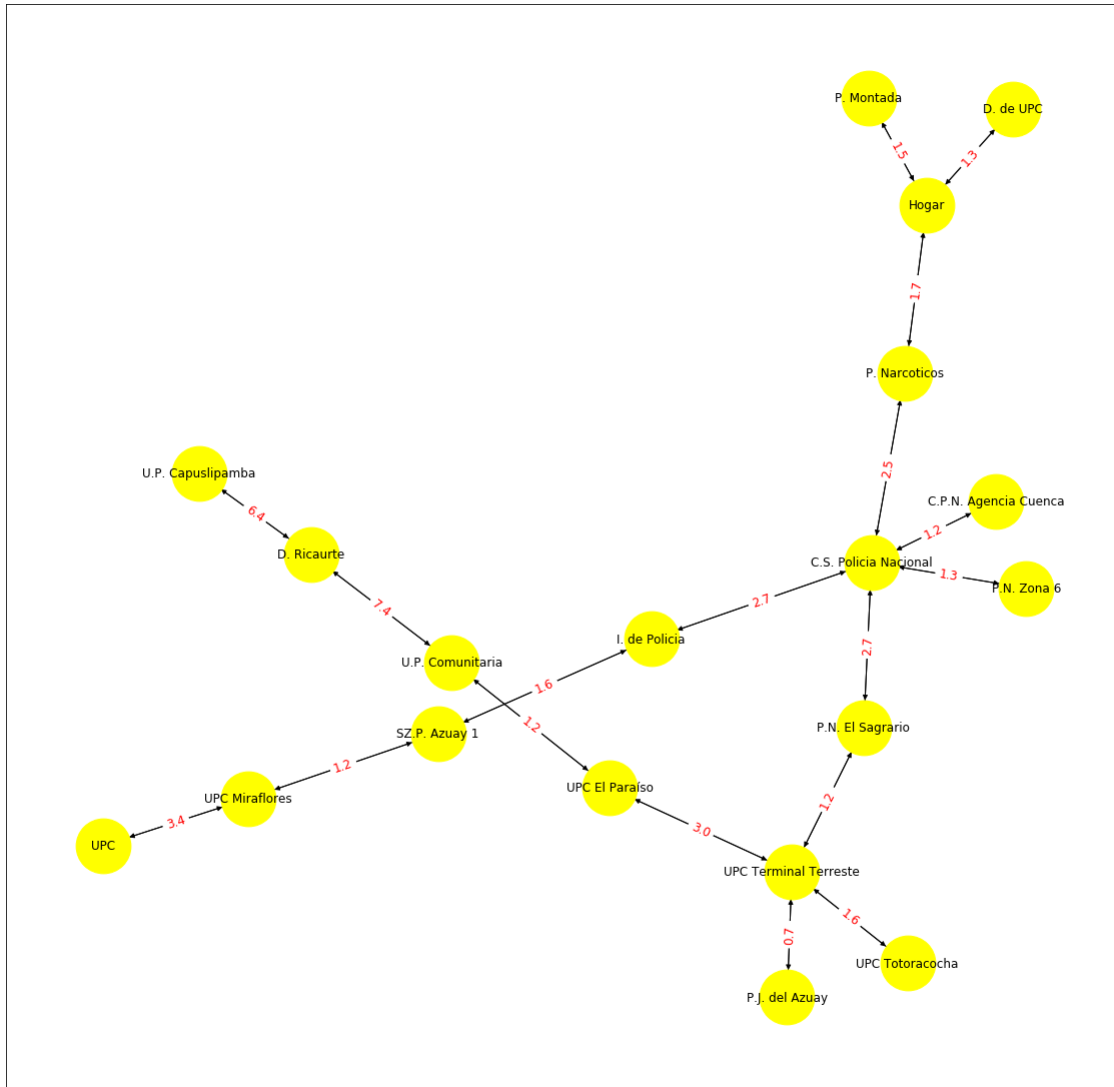 P. Montada
D. de UPC
1.5
1.3
Hogar
1.7
P. Narcoticos
2.5
U.P. Capuslipamba
C.P.N. Agencia Cuenca
6.4
1.2
D. Ricaurte
C.S. Policia Nacional
1.3
P.N. Zona 6
7.4
2.7
I. de Policia
2.7
U.P. Comunitaria
1.6
1.2
SZ.P. Azuay 1
P.N. El Sagrario
1.2
UPC El Paraíso
UPC Miraflores
1.2
3.4
3.0
UPC
UPC Terminal Terreste
1.6
0.7
UPC Totoracocha
P.J. del Azuay